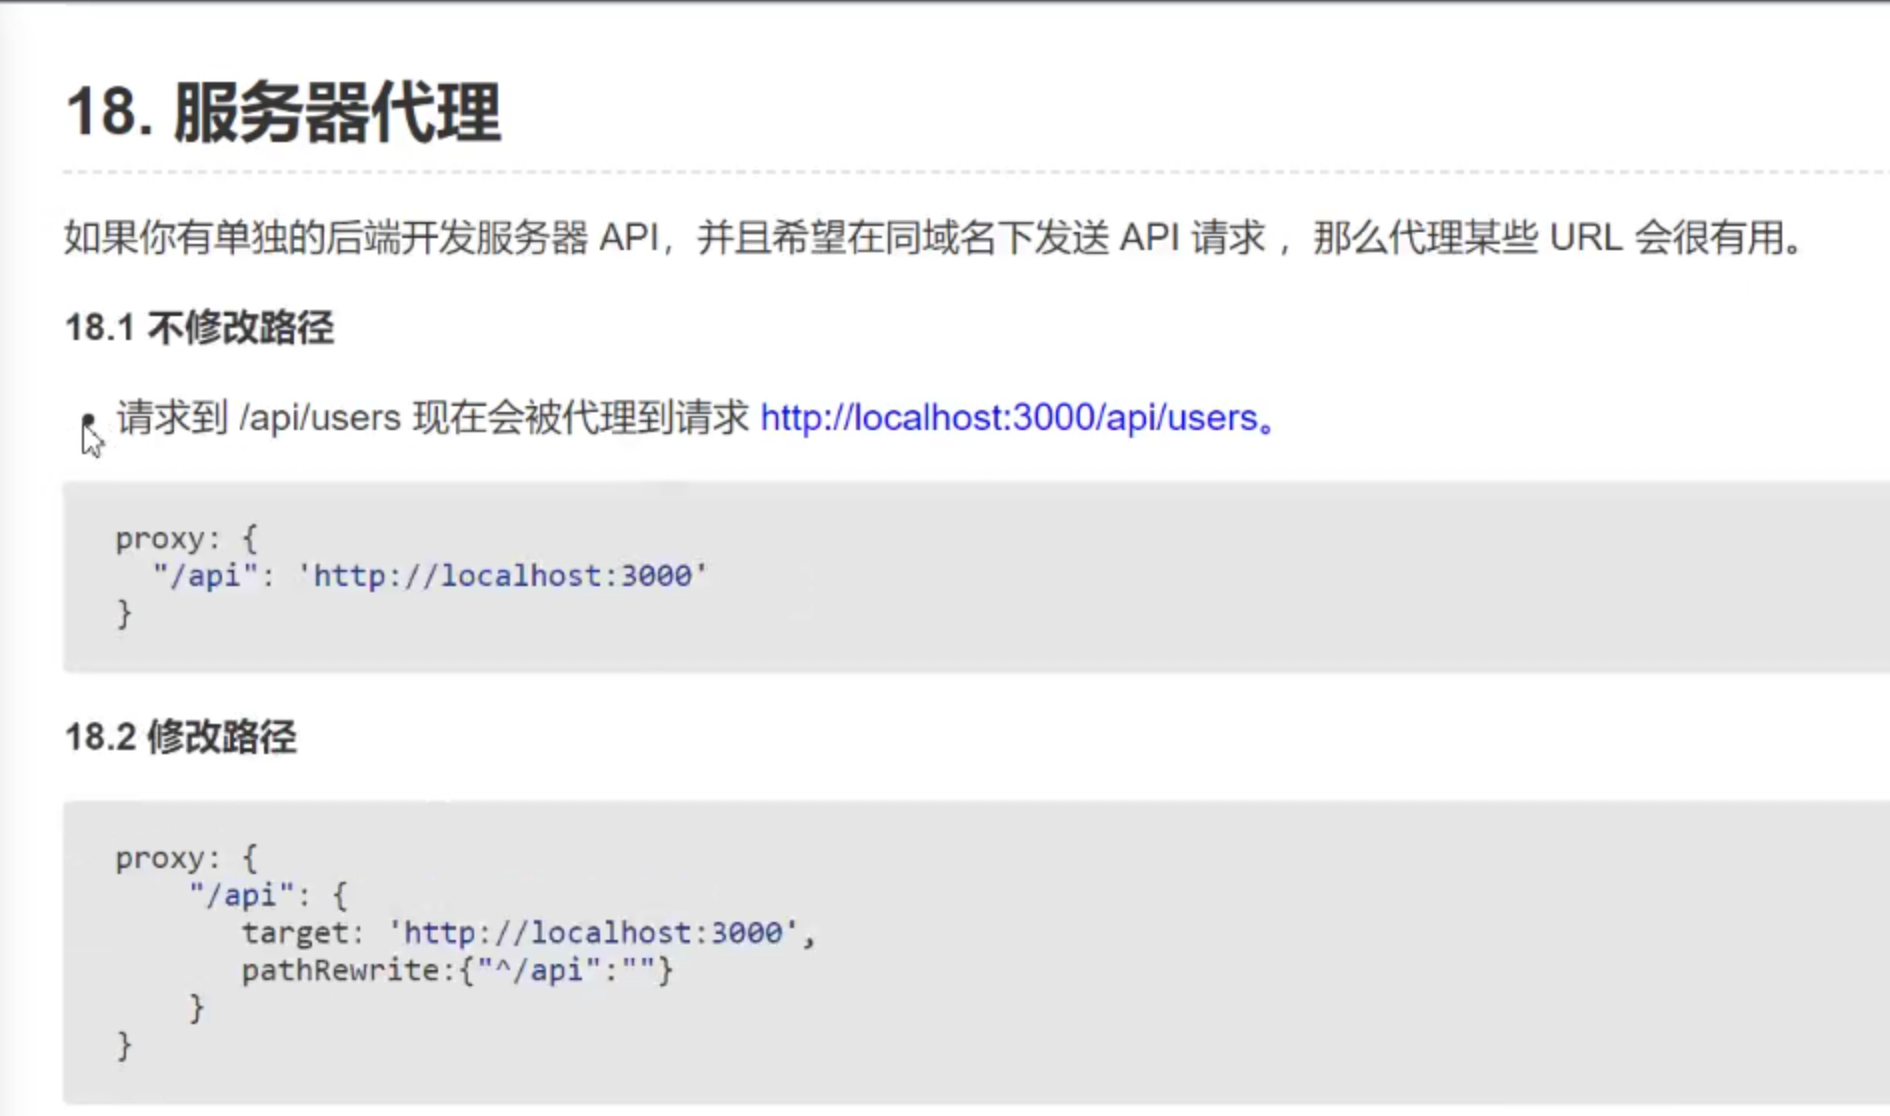 18. 服务器代理
如果你有单独的后端开发服务器 API，并且希望在同域名下发送 API 请求 ，那么代理某些 URL 会很有用。
18.1 不修改路径
• 请求到 /api/users 现在会被代理到请求 http://localhost:3000/api/users。
proxy: {
  "/api": 'http://localhost:3000'
}
18.2 修改路径
proxy: {
    "/api": {
       target: 'http://localhost:3000',
       pathRewrite:{"^/api":""}
    }
}